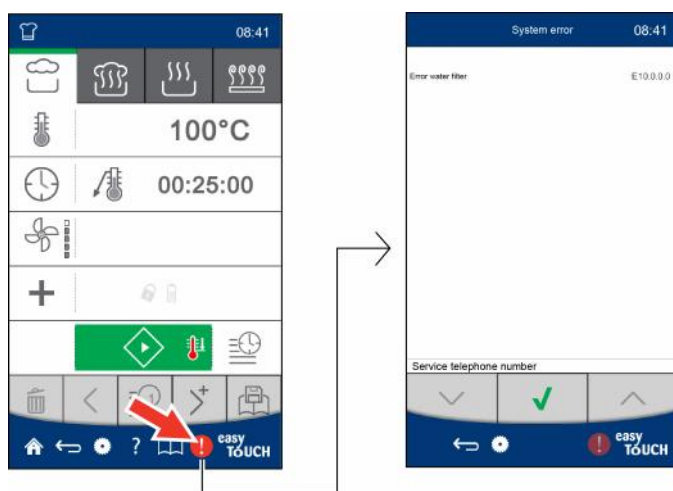 08:41
100°C
00:25:00
1
?
!
easy
TOUCH
System error 08:41
Error water filter E10.0.0.0
Service telephone number
!
easy
TOUCH